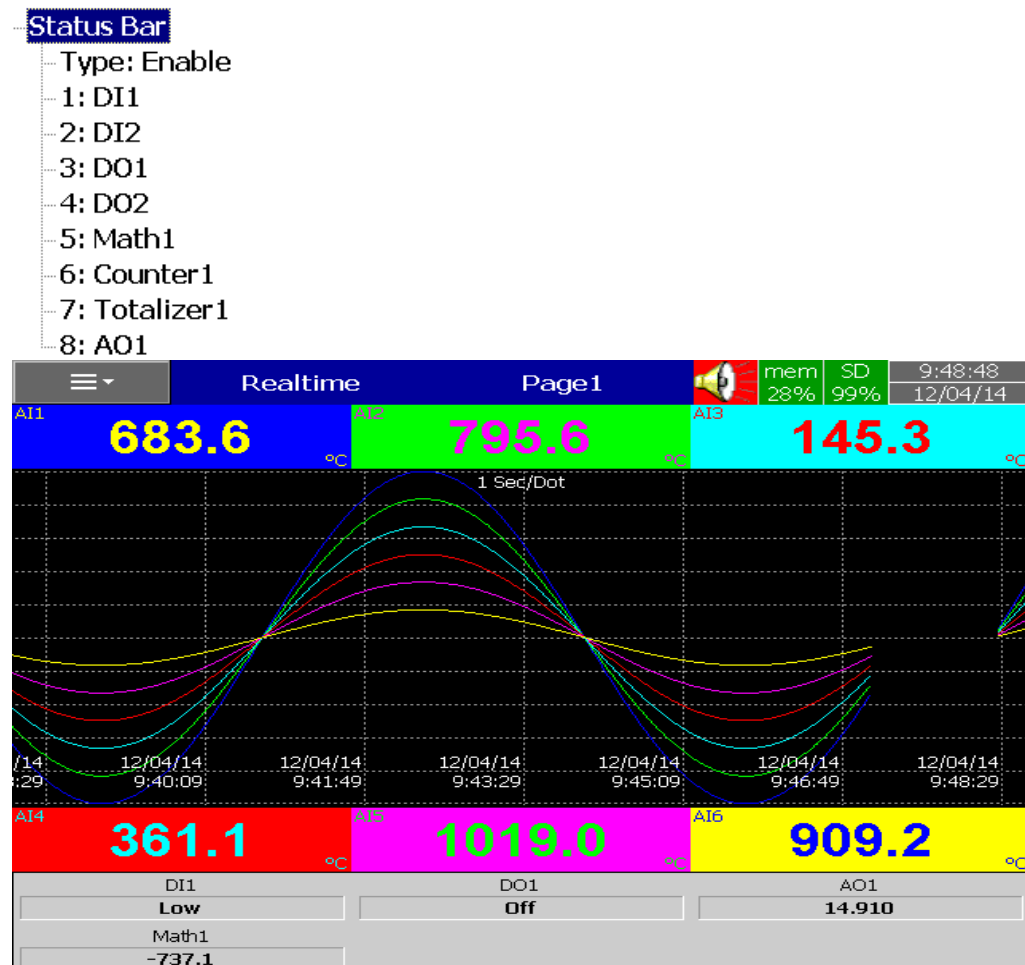 Status Bar
Type: Enable
1: DI1
2: DI2
3: DO1
4: DO2
5: Math1
6: Counter1
7: Totalizer1
8: AO1
Realtime Page1 mem 28% SD 99% 9:48:48 12/04/14
AI1 683.6 °C AI2 795.6 °C AI3 145.3 °C
1 Sec/Dot
/14 12/04/14 12/04/14 12/04/14 12/04/14 12/04/14 12/04/14
:29 9:40:09 9:41:49 9:43:29 9:45:09 9:46:49 9:48:29
AI4 361.1 °C AI5 1019.0 °C AI6 909.2 °C
DI1 DO1 AO1
Low Off 14.910
Math1
-737.1